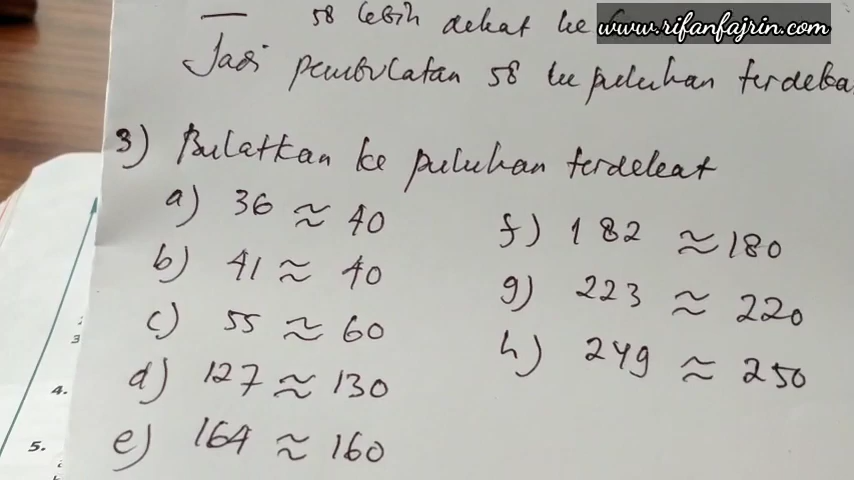 58 lebih dekat ke
www.rifanfajrin.com
Jadi pembulatan 58 ke puluhan terdeka
3) Bulatkan ke puluhan terdekat
a) 36 ≈ 40
b) 41 ≈ 40
c) 55 ≈ 60
d) 127 ≈ 130
e) 164 ≈ 160
f) 182 ≈ 180
g) 223 ≈ 220
h) 249 ≈ 250
3
4.
5.